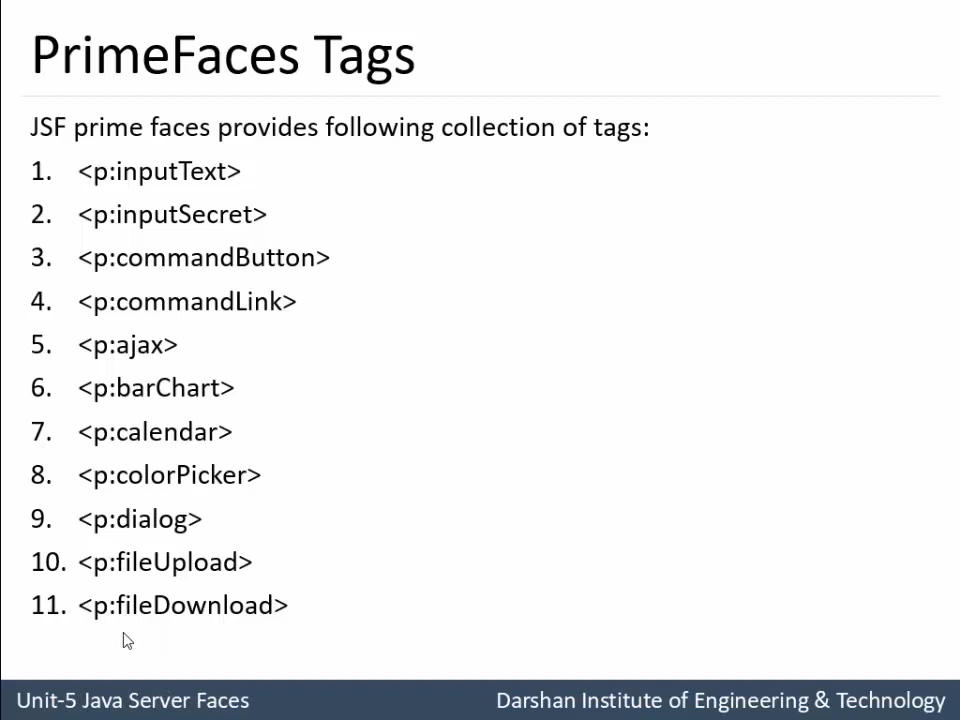 PrimeFaces Tags
JSF prime faces provides following collection of tags:
1. <p:inputText>
2. <p:inputSecret>
3. <p:commandButton>
4. <p:commandLink>
5. <p:ajax>
6. <p:barChart>
7. <p:calendar>
8. <p:colorPicker>
9. <p:dialog>
10. <p:fileUpload>
11. <p:fileDownload>
Unit-5 Java Server Faces
Darshan Institute of Engineering & Technology